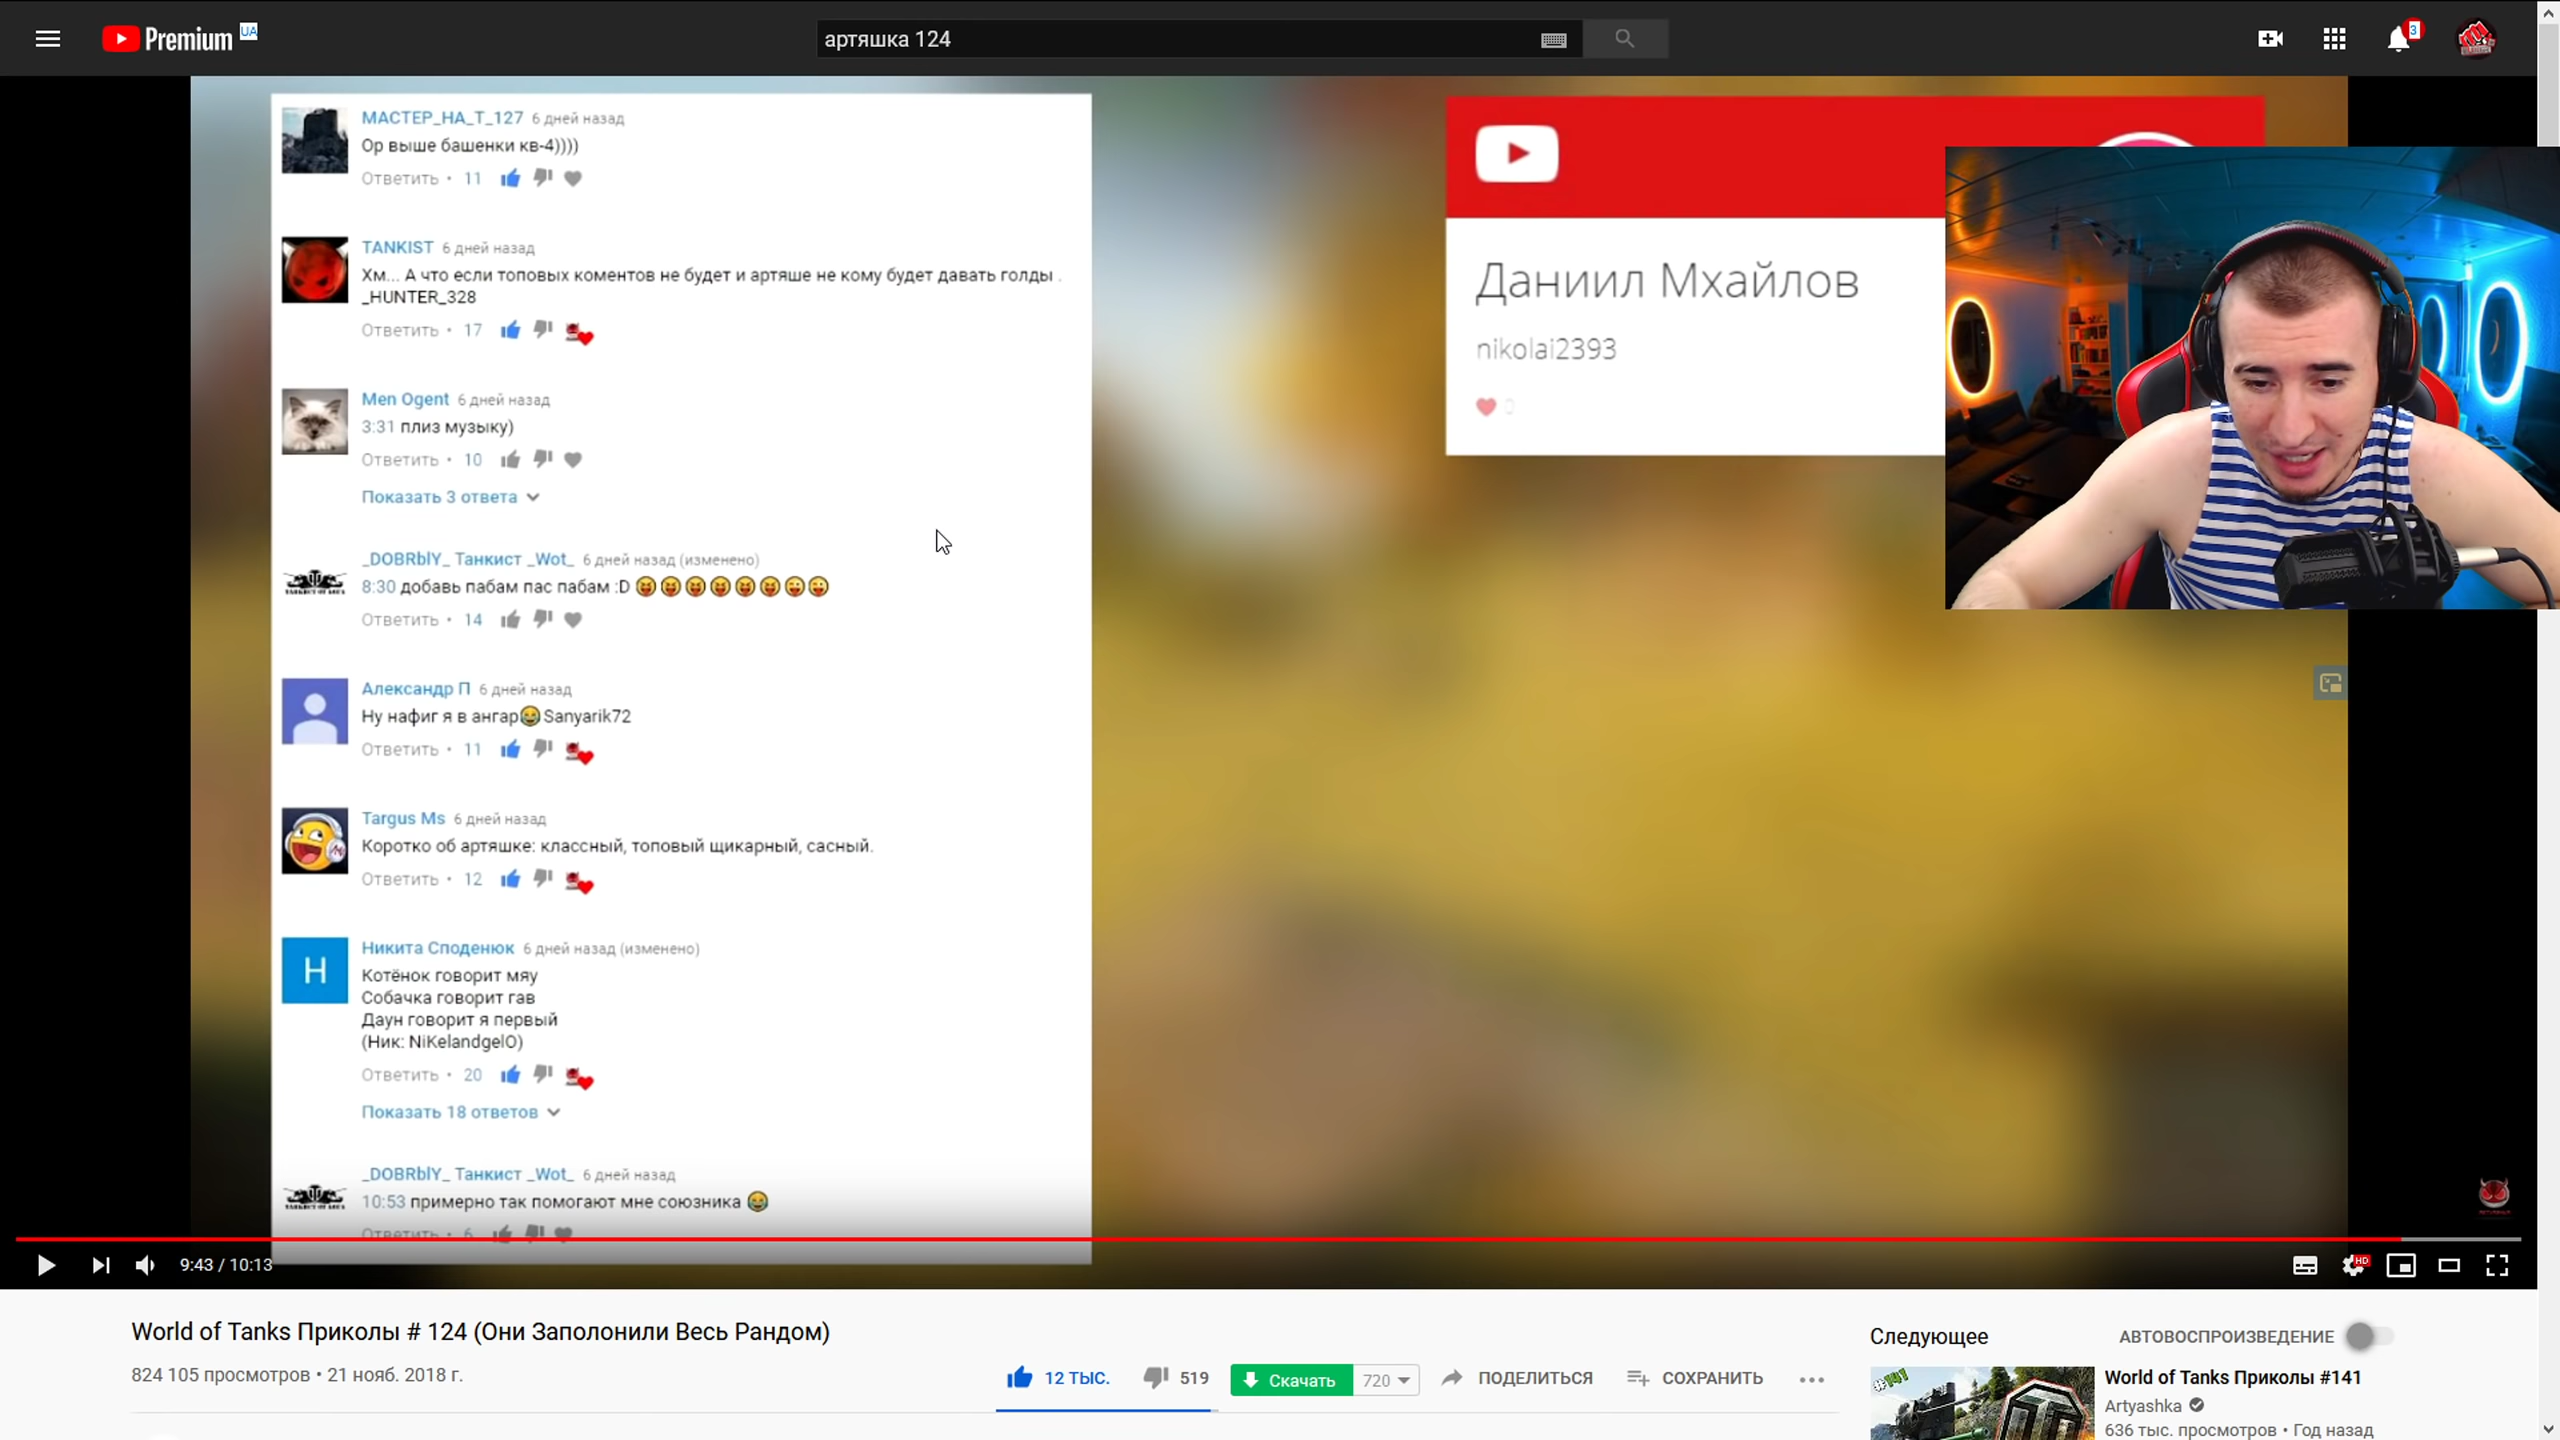 Premium UA
артяшка 124
3
МАСТЕР_НА_Т_127 6 дней назад
Ор выше башенки кв-4))))
Ответить • 11
TANKIST 6 дней назад
Хм... А что если топовых коментов не будет и артяше не кому будет давать голды .
_HUNTER_328
Ответить • 17
Men Ogent 6 дней назад
3:31 плиз музыку)
Ответить • 10
Показать 3 ответа
_DOBRblY_ Танкист _Wot_ 6 дней назад (изменено)
8:30 добавь пабам пас пабам :D
Ответить • 14
Александр П 6 дней назад
Ну нафиг я в ангар😂Sanyarik72
Ответить • 11
Targus Ms 6 дней назад
Коротко об артяшке: классный, топовый щикарный, сасный.
Ответить • 12
Н
Никита Споденюк 6 дней назад (изменено)
Котёнок говорит мяу
Собачка говорит гав
Даун говорит я первый
(Ник: NiKelandgelO)
Ответить • 20
Показать 18 ответов
_DOBRblY_ Танкист _Wot_ 6 дней назад
10:53 примерно так помогают мне союзника 😂
Ответить • 6
Даниил Мхайлов
nikolai2393
0
9:43 / 10:13
HD
World of Tanks Приколы # 124 (Они Заполонили Весь Рандом)
824 105 просмотров • 21 нояб. 2018 г.
12 ТЫС.
519
Скачать
720
ПОДЕЛИТЬСЯ
СОХРАНИТЬ
Следующее
АВТОВОСПРОИЗВЕДЕНИЕ
#141
World of Tanks Приколы #141
Artyashka
636 тыс. просмотров • Год назад